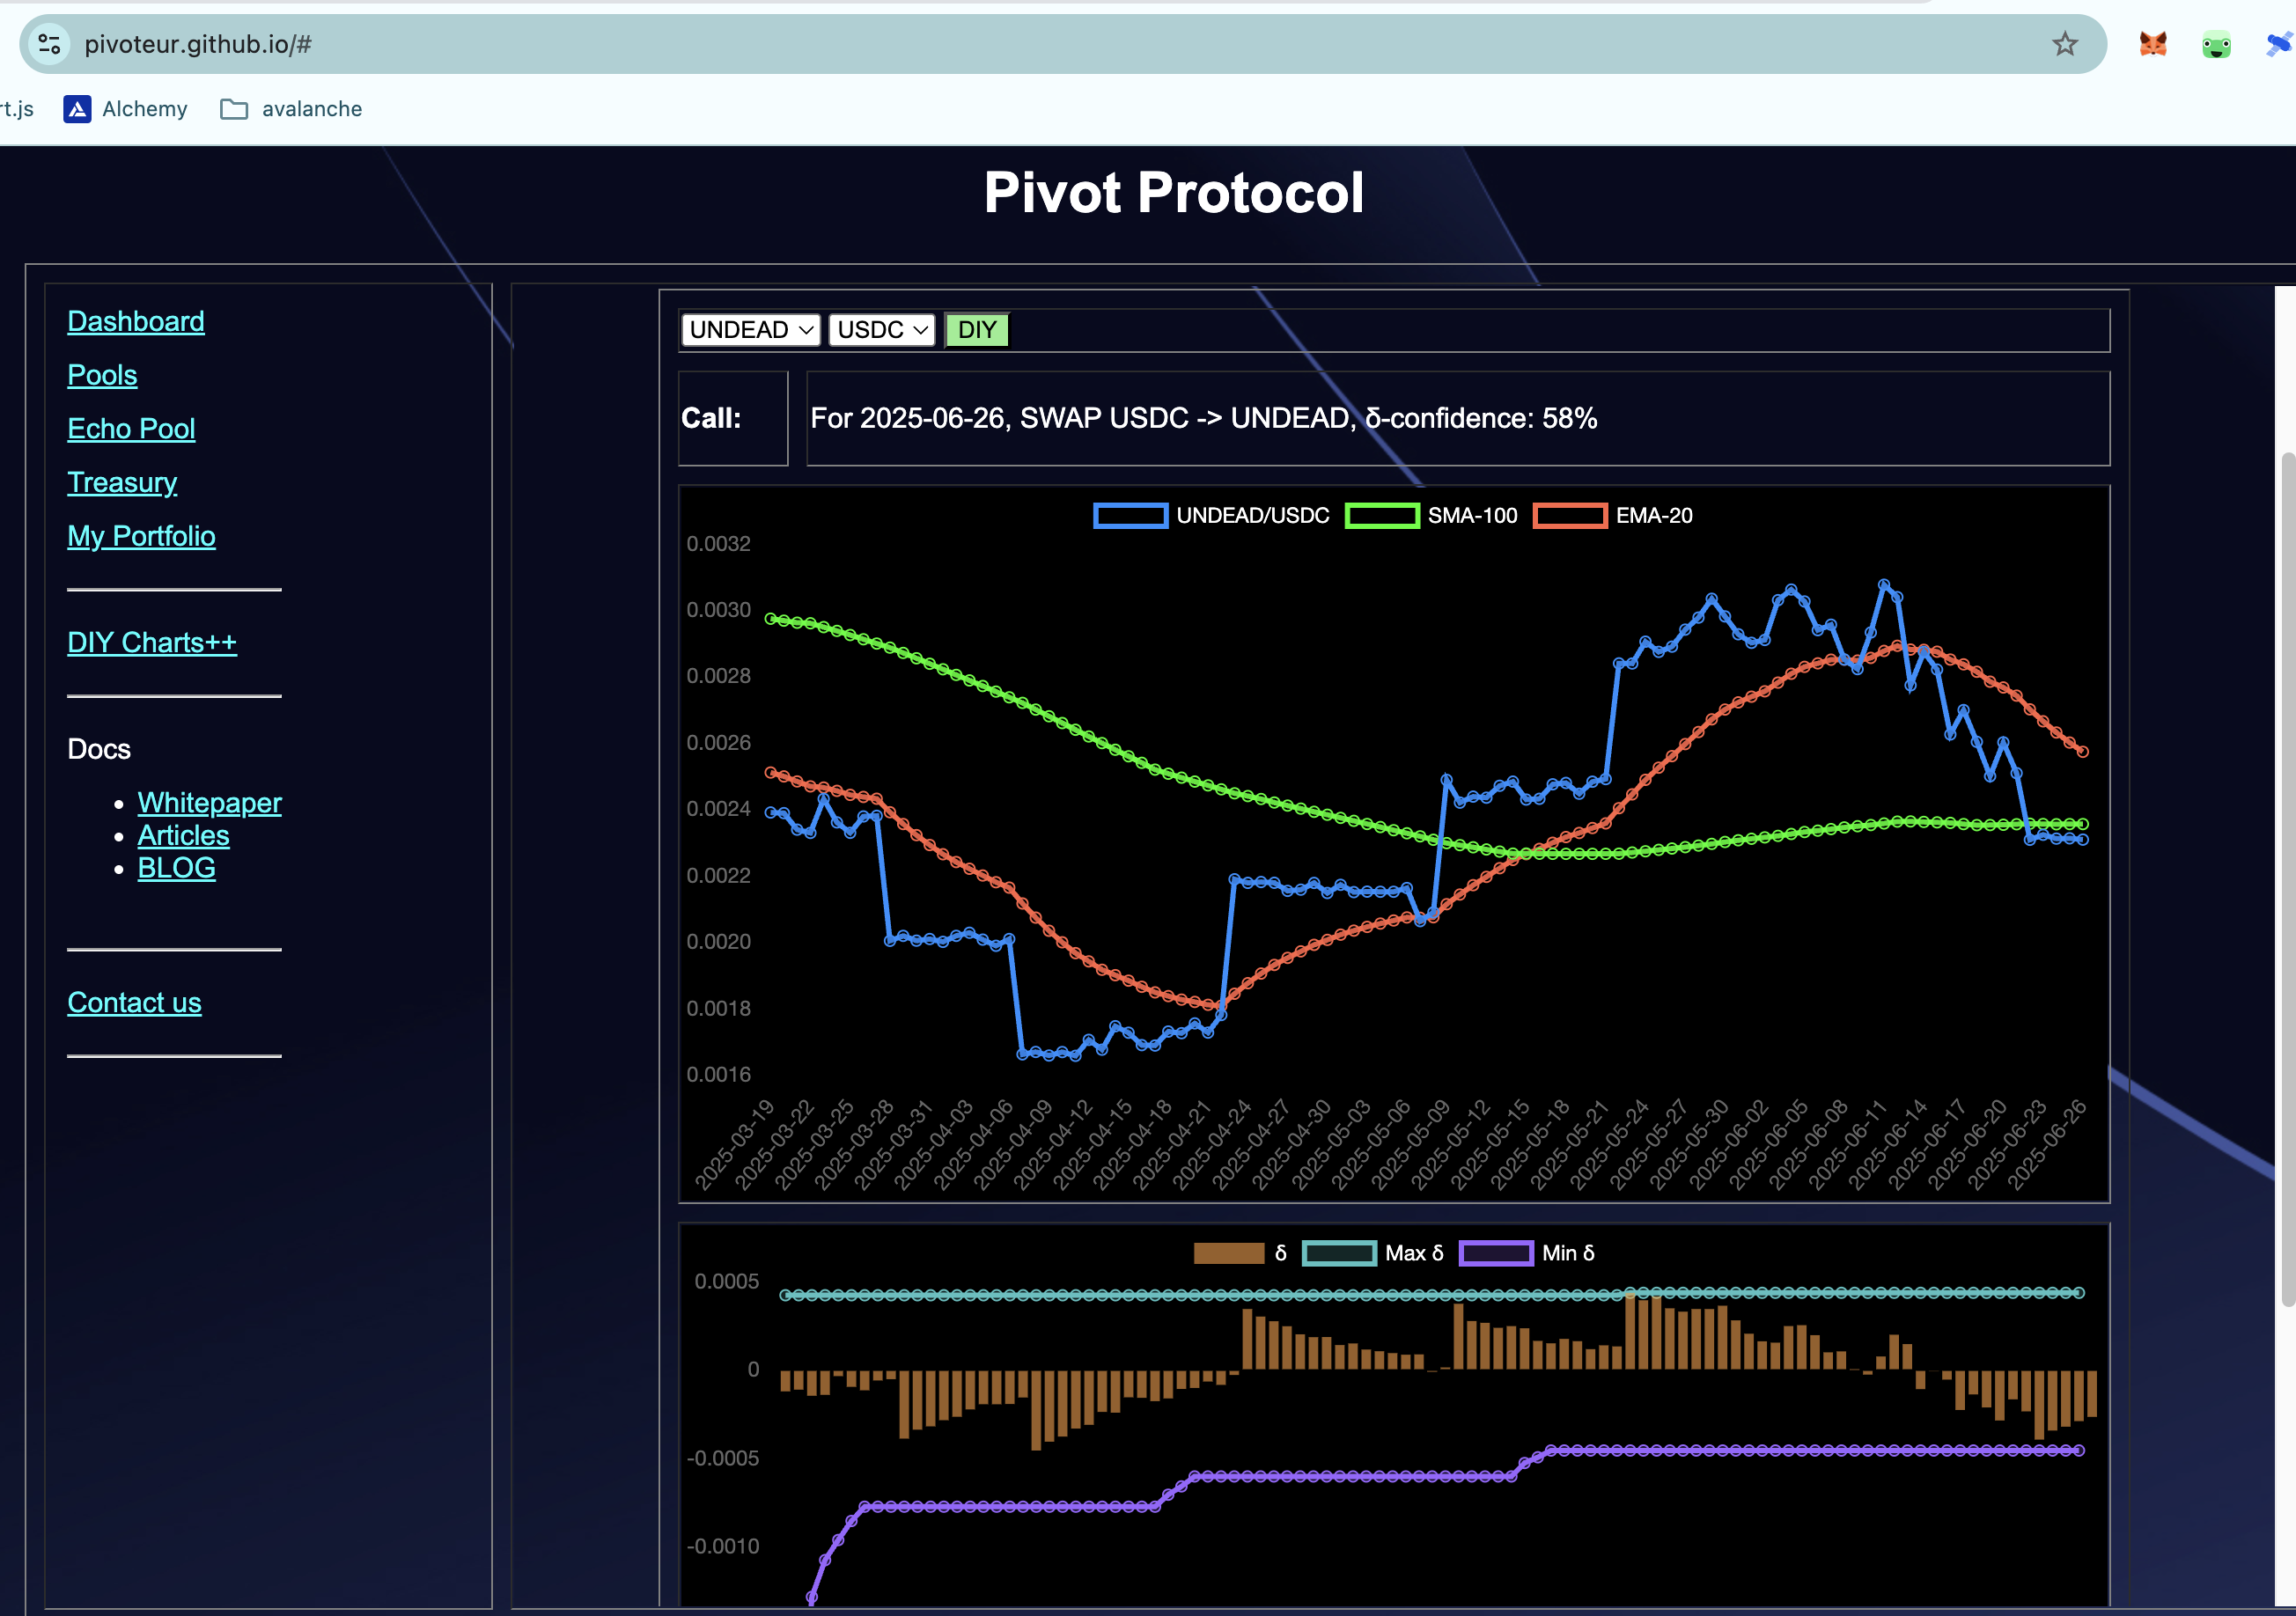 pivoteur.github.io/#
rt.js Alchemy avalanche
Pivot Protocol
Dashboard
Pools
Echo Pool
Treasury
My Portfolio
DIY Charts++
Docs
Whitepaper
Articles
BLOG
Contact us
UNDEAD USDC DIY
Call: For 2025-06-26, SWAP USDC -> UNDEAD, δ-confidence: 58%
UNDEAD/USDC SMA-100 EMA-20
0.0032
0.0030
0.0028
0.0026
0.0024
0.0022
0.0020
0.0018
0.0016
2025-03-19 2025-03-22 2025-03-25 2025-03-28 2025-03-31 2025-04-03 2025-04-06 2025-04-09 2025-04-12 2025-04-15 2025-04-18 2025-04-21 2025-04-24 2025-04-27 2025-04-30 2025-05-03 2025-05-06 2025-05-09 2025-05-12 2025-05-15 2025-05-18 2025-05-21 2025-05-24 2025-05-27 2025-05-30 2025-06-02 2025-06-05 2025-06-08 2025-06-11 2025-06-14 2025-06-17 2025-06-20 2025-06-23 2025-06-26
δ Max δ Min δ
0.0005
0
-0.0005
-0.0010